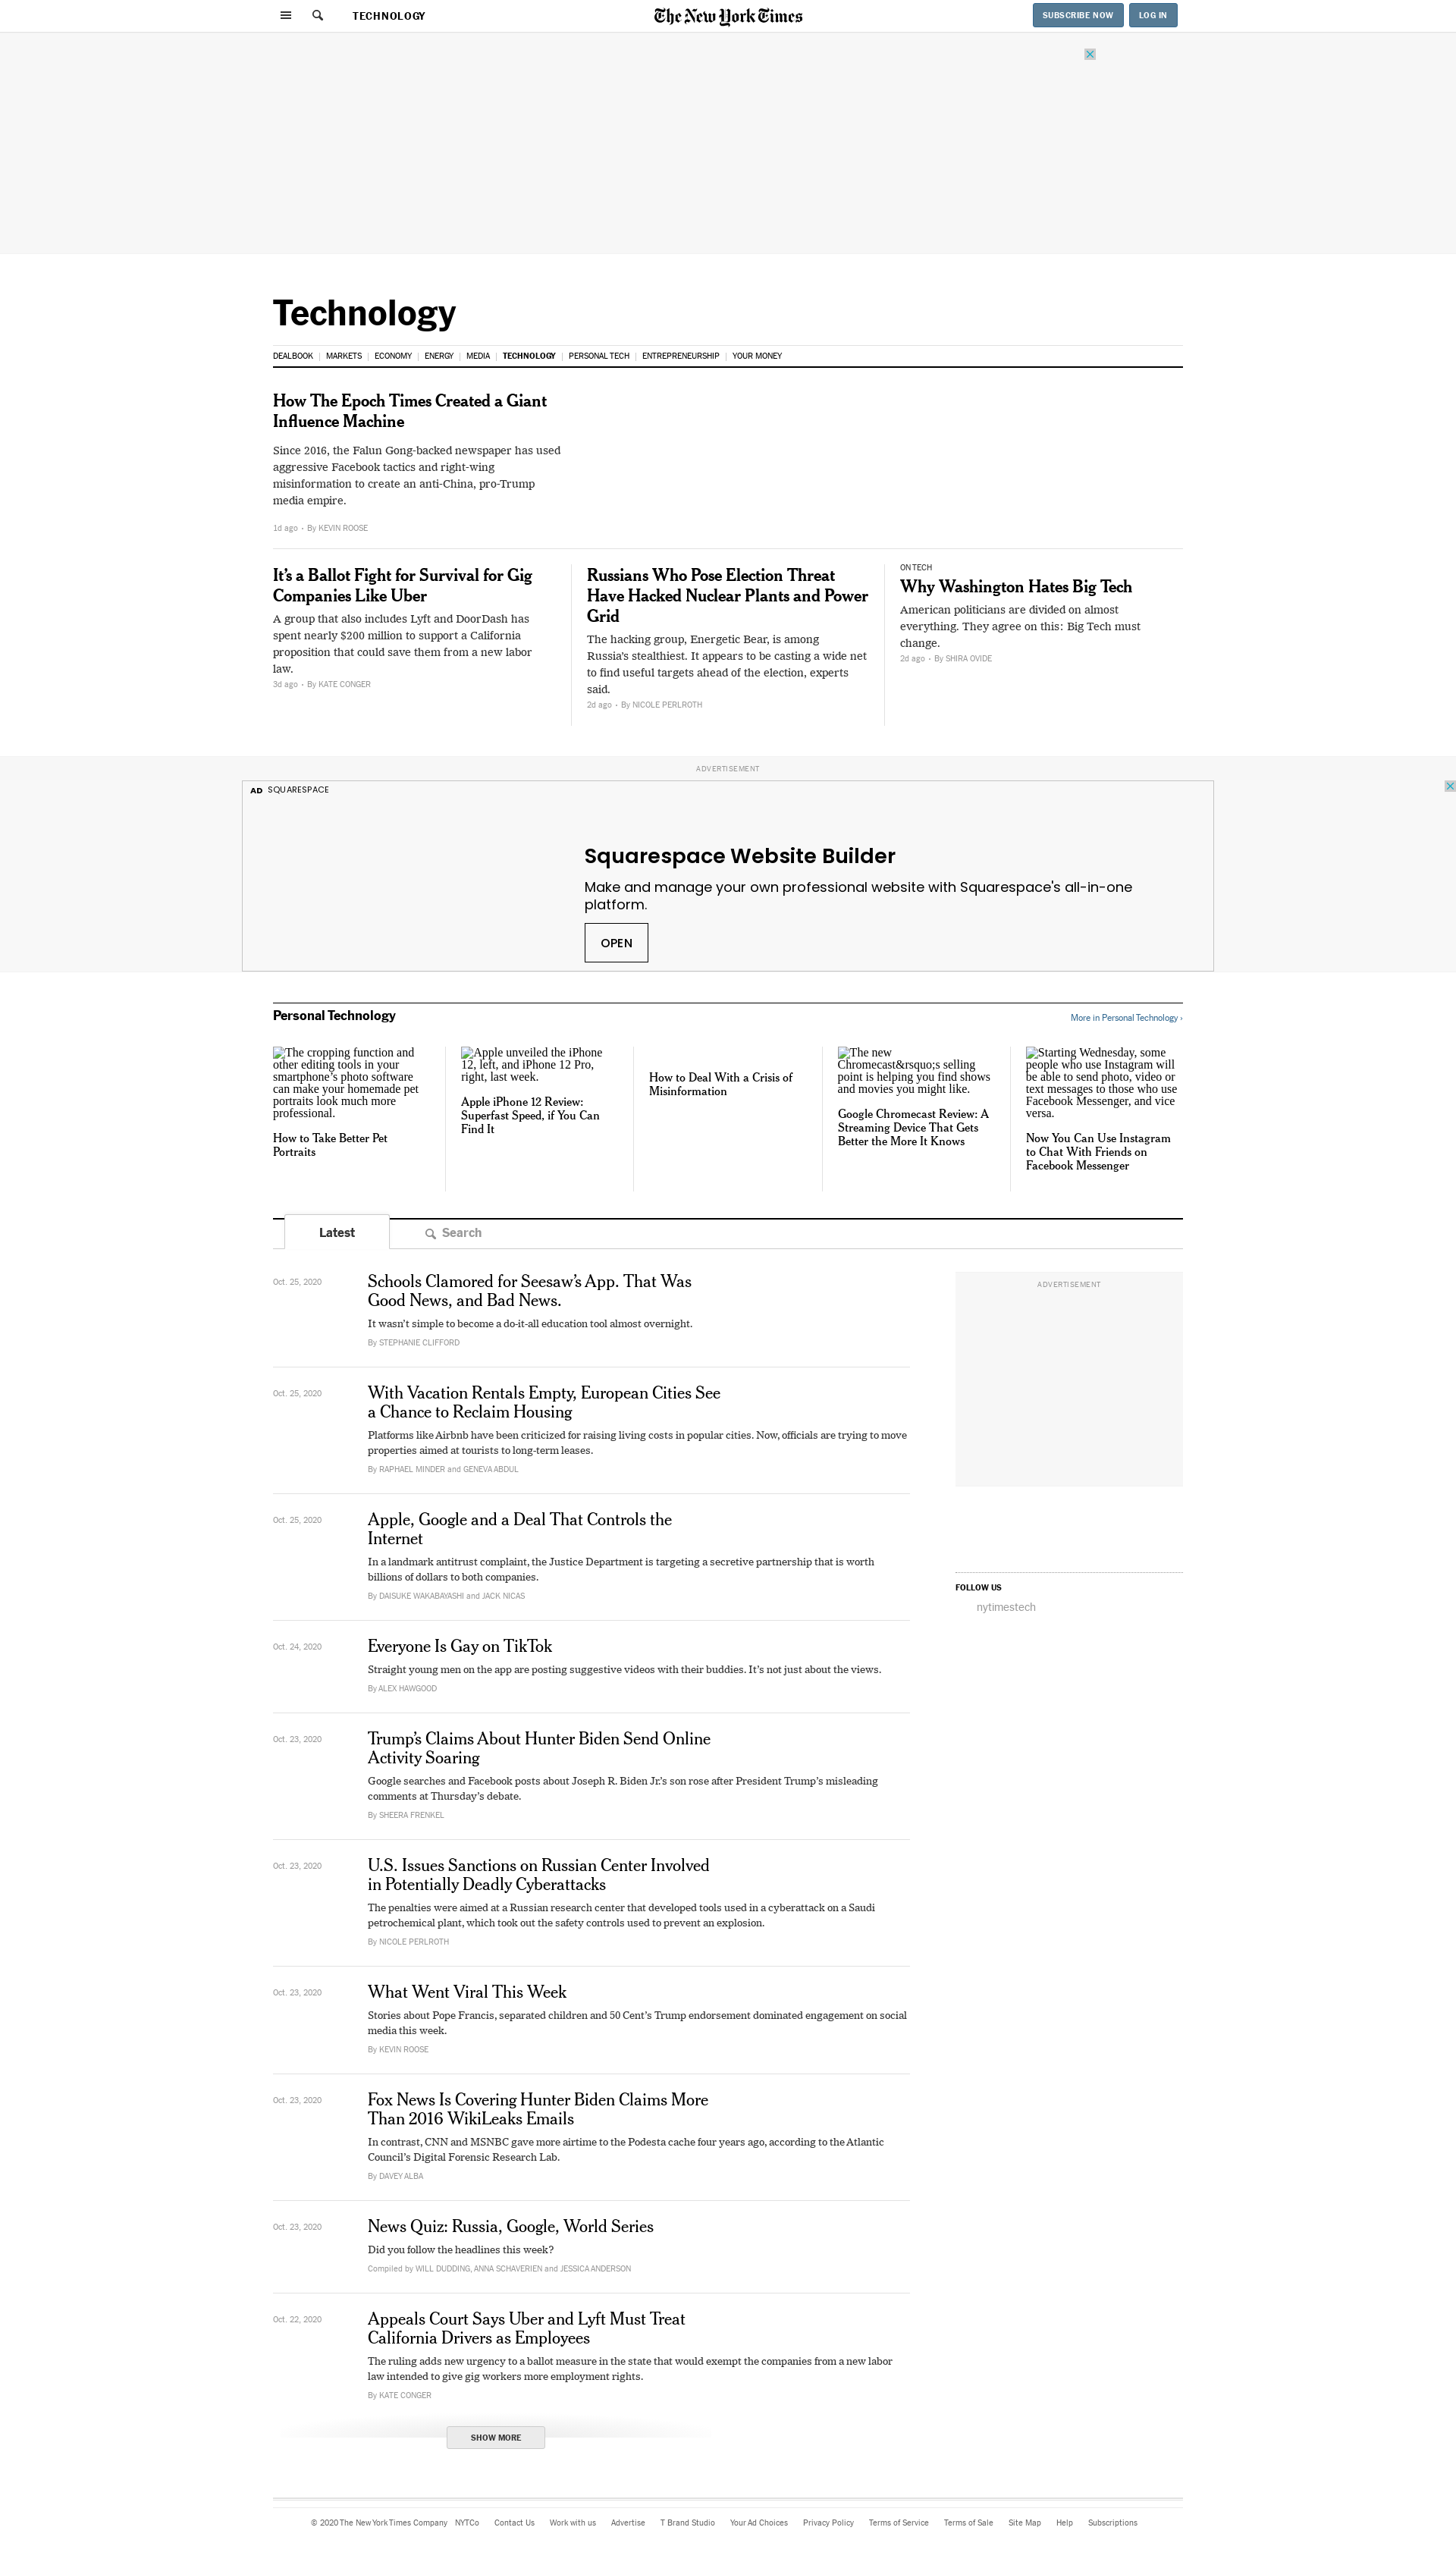 TECHNOLOGY
The New York Times
SUBSCRIBE NOW
LOG IN
Technology
DEALBOOK
MARKETS
ECONOMY
ENERGY
MEDIA
TECHNOLOGY
PERSONAL TECH
ENTREPRENEURSHIP
YOUR MONEY
How The Epoch Times Created a Giant
Influence Machine
Since 2016, the Falun Gong-backed newspaper has used
aggressive Facebook tactics and right-wing
misinformation to create an anti-China, pro-Trump
media empire.
1d ago · By KEVIN ROOSE
It’s a Ballot Fight for Survival for Gig
Companies Like Uber
A group that also includes Lyft and DoorDash has
spent nearly $200 million to support a California
proposition that could save them from a new labor
law.
3d ago · By KATE CONGER
Russians Who Pose Election Threat
Have Hacked Nuclear Plants and Power
Grid
The hacking group, Energetic Bear, is among
Russia’s stealthiest. It appears to be casting a wide net
to find useful targets ahead of the election, experts
said.
2d ago · By NICOLE PERLROTH
ON TECH
Why Washington Hates Big Tech
American politicians are divided on almost
everything. They agree on this: Big Tech must
change.
2d ago · By SHIRA OVIDE
ADVERTISEMENT
AD SQUARESPACE
Squarespace Website Builder
Make and manage your own professional website with Squarespace's all-in-one
platform.
OPEN
Personal Technology
More in Personal Technology ›
The cropping function and
other editing tools in your
smartphone’s photo software
can make your homemade pet
portraits look much more
professional.
How to Take Better Pet
Portraits
Apple unveiled the iPhone
12, left, and iPhone 12 Pro,
right, last week.
Apple iPhone 12 Review:
Superfast Speed, if You Can
Find It
How to Deal With a Crisis of
Misinformation
The new
Chromecast&rsquo;s selling
point is helping you find shows
and movies you might like.
Google Chromecast Review: A
Streaming Device That Gets
Better the More It Knows
Starting Wednesday, some
people who use Instagram will
be able to send photo, video or
text messages to those who use
Facebook Messenger, and vice
versa.
Now You Can Use Instagram
to Chat With Friends on
Facebook Messenger
Latest
Search
Oct. 25, 2020
Schools Clamored for Seesaw’s App. That Was
Good News, and Bad News.
It wasn’t simple to become a do-it-all education tool almost overnight.
By STEPHANIE CLIFFORD
ADVERTISEMENT
Oct. 25, 2020
With Vacation Rentals Empty, European Cities See
a Chance to Reclaim Housing
Platforms like Airbnb have been criticized for raising living costs in popular cities. Now, officials are trying to move
properties aimed at tourists to long-term leases.
By RAPHAEL MINDER and GENEVA ABDUL
Oct. 25, 2020
Apple, Google and a Deal That Controls the
Internet
In a landmark antitrust complaint, the Justice Department is targeting a secretive partnership that is worth
billions of dollars to both companies.
By DAISUKE WAKABAYASHI and JACK NICAS
FOLLOW US
nytimestech
Oct. 24, 2020
Everyone Is Gay on TikTok
Straight young men on the app are posting suggestive videos with their buddies. It’s not just about the views.
By ALEX HAWGOOD
Oct. 23, 2020
Trump’s Claims About Hunter Biden Send Online
Activity Soaring
Google searches and Facebook posts about Joseph R. Biden Jr.’s son rose after President Trump’s misleading
comments at Thursday’s debate.
By SHEERA FRENKEL
Oct. 23, 2020
U.S. Issues Sanctions on Russian Center Involved
in Potentially Deadly Cyberattacks
The penalties were aimed at a Russian research center that developed tools used in a cyberattack on a Saudi
petrochemical plant, which took out the safety controls used to prevent an explosion.
By NICOLE PERLROTH
Oct. 23, 2020
What Went Viral This Week
Stories about Pope Francis, separated children and 50 Cent’s Trump endorsement dominated engagement on social
media this week.
By KEVIN ROOSE
Oct. 23, 2020
Fox News Is Covering Hunter Biden Claims More
Than 2016 WikiLeaks Emails
In contrast, CNN and MSNBC gave more airtime to the Podesta cache four years ago, according to the Atlantic
Council’s Digital Forensic Research Lab.
By DAVEY ALBA
Oct. 23, 2020
News Quiz: Russia, Google, World Series
Did you follow the headlines this week?
Compiled by WILL DUDDING, ANNA SCHAVERIEN and JESSICA ANDERSON
Oct. 22, 2020
Appeals Court Says Uber and Lyft Must Treat
California Drivers as Employees
The ruling adds new urgency to a ballot measure in the state that would exempt the companies from a new labor
law intended to give gig workers more employment rights.
By KATE CONGER
SHOW MORE
© 2020 The New York Times Company NYTCo Contact Us Work with us Advertise T Brand Studio Your Ad Choices Privacy Policy Terms of Service Terms of Sale Site Map Help Subscriptions